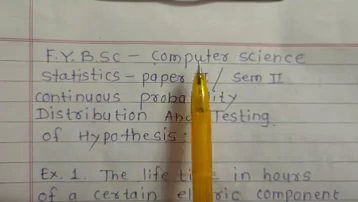 F.Y.B.SC - Computer science
Statistics - paper / Sem II
continuous
Distribution And Testing
of Hypothesis:
Ex. 1. The life in hours
of a certain component